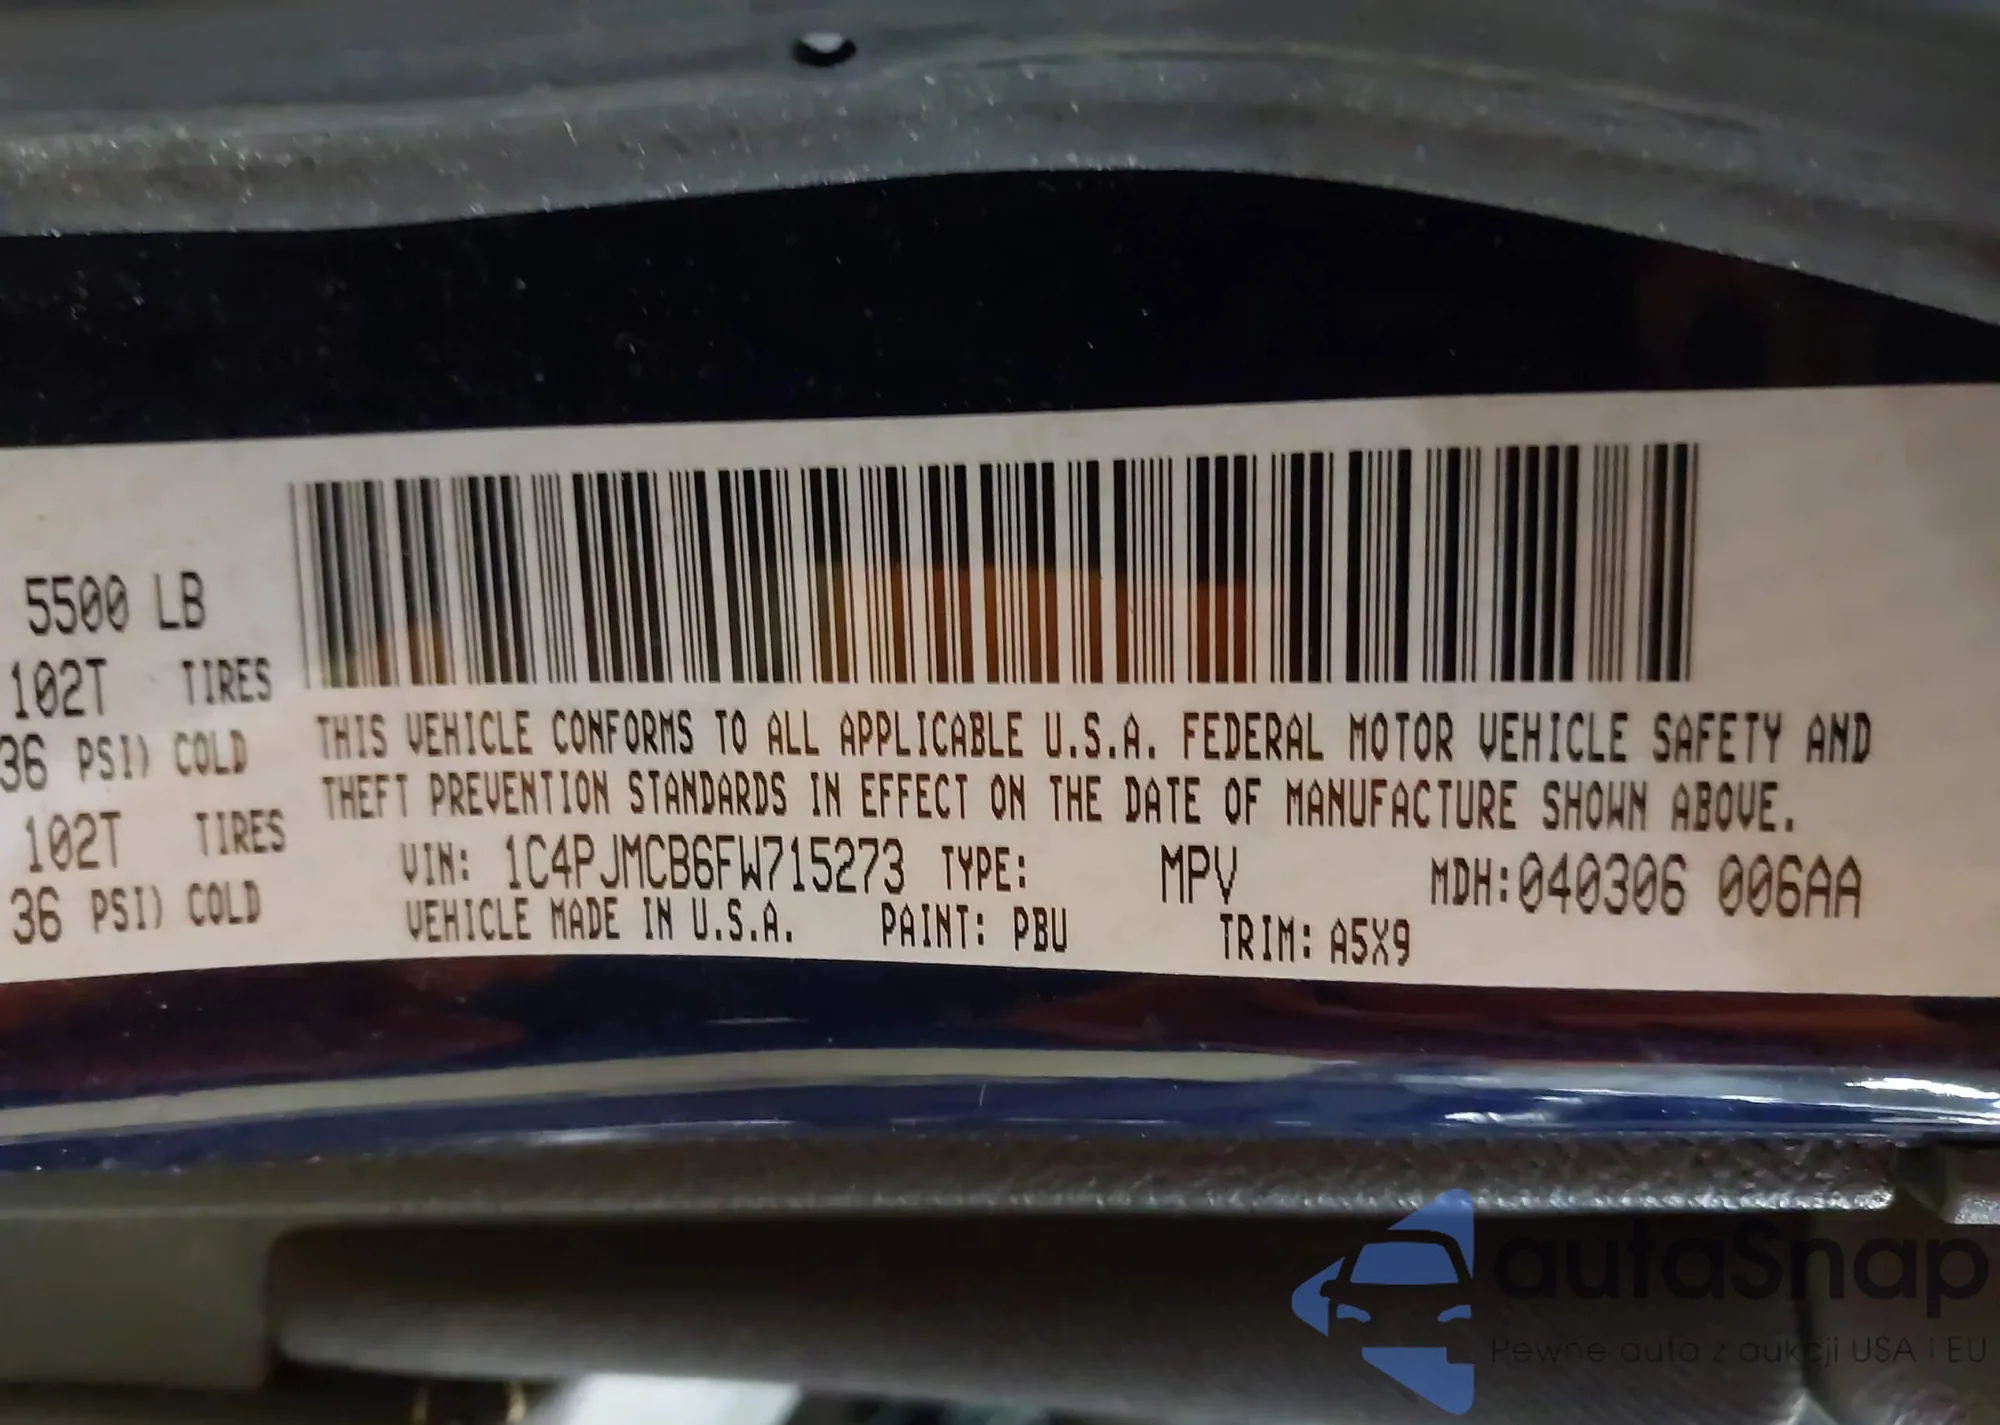 5500 LB
102T TIRES
36 PSI) COLD
102T TIRES
36 PSI) COLD
THIS VEHICLE CONFORMS TO ALL APPLICABLE U.S.A. FEDERAL MOTOR VEHICLE SAFETY AND
THEFT PREVENTION STANDARDS IN EFFECT ON THE DATE OF MANUFACTURE SHOWN ABOVE.
VIN: 1C4PJMCB6FW715273 TYPE: MPV MDH:040306 006AA
VEHICLE MADE IN U.S.A. PAINT: PBU TRIM: A5X9
autaSnap
Pewne auta z aukcji USA i EU